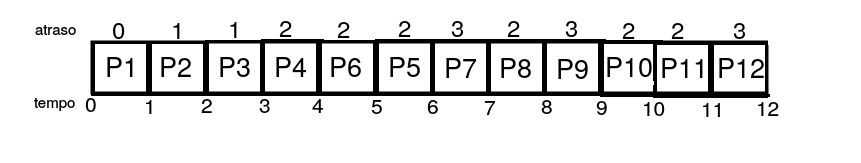 atraso 0 1 1 2 2 2 3 2 3 2 2 3
P1 P2 P3 P4 P6 P5 P7 P8 P9 P10 P11 P12
tempo 0 1 2 3 4 5 6 7 8 9 10 11 12